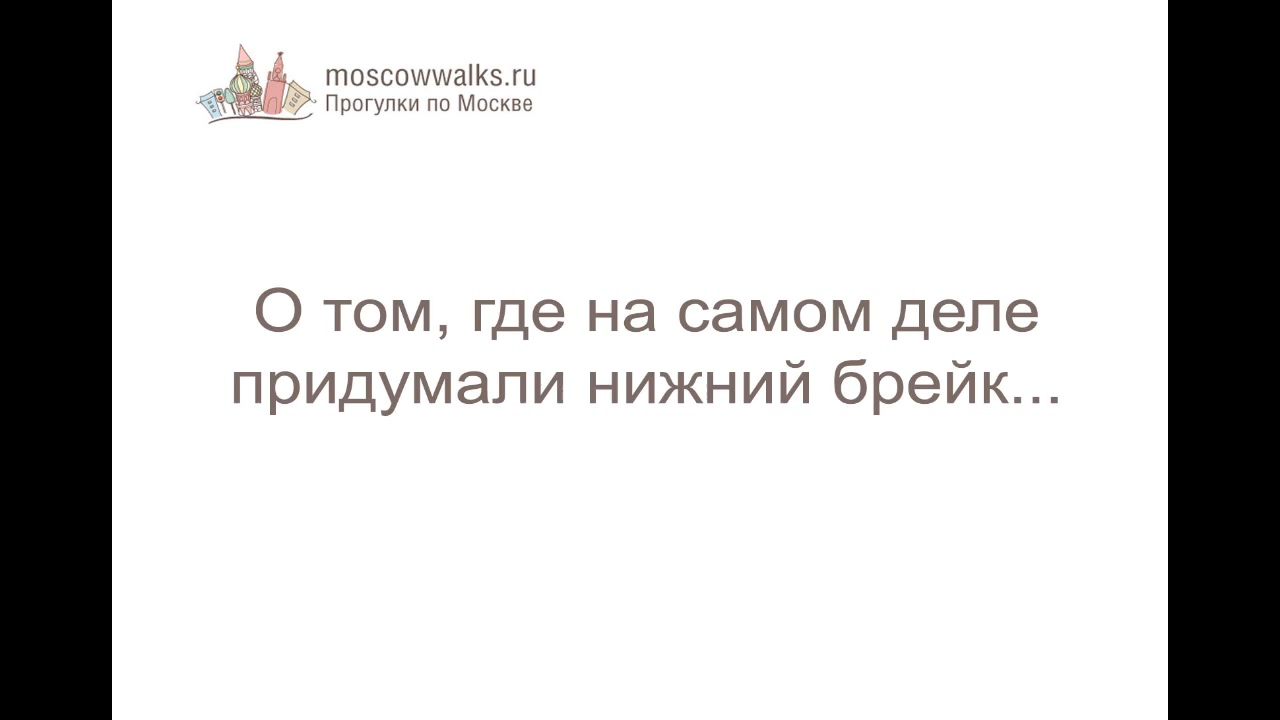 moscowwalks.ru
Прогулки по Москве
О том, где на самом деле
придумали нижний брейк...